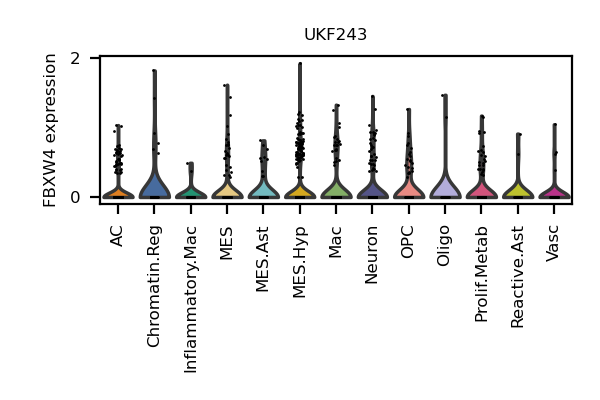 UKF243
FBXW4 expression
2
0
AC
Chromatin.Reg
Inflammatory.Mac
MES
MES.Ast
MES.Hyp
Mac
Neuron
OPC
Oligo
Prolif.Metab
Reactive.Ast
Vasc